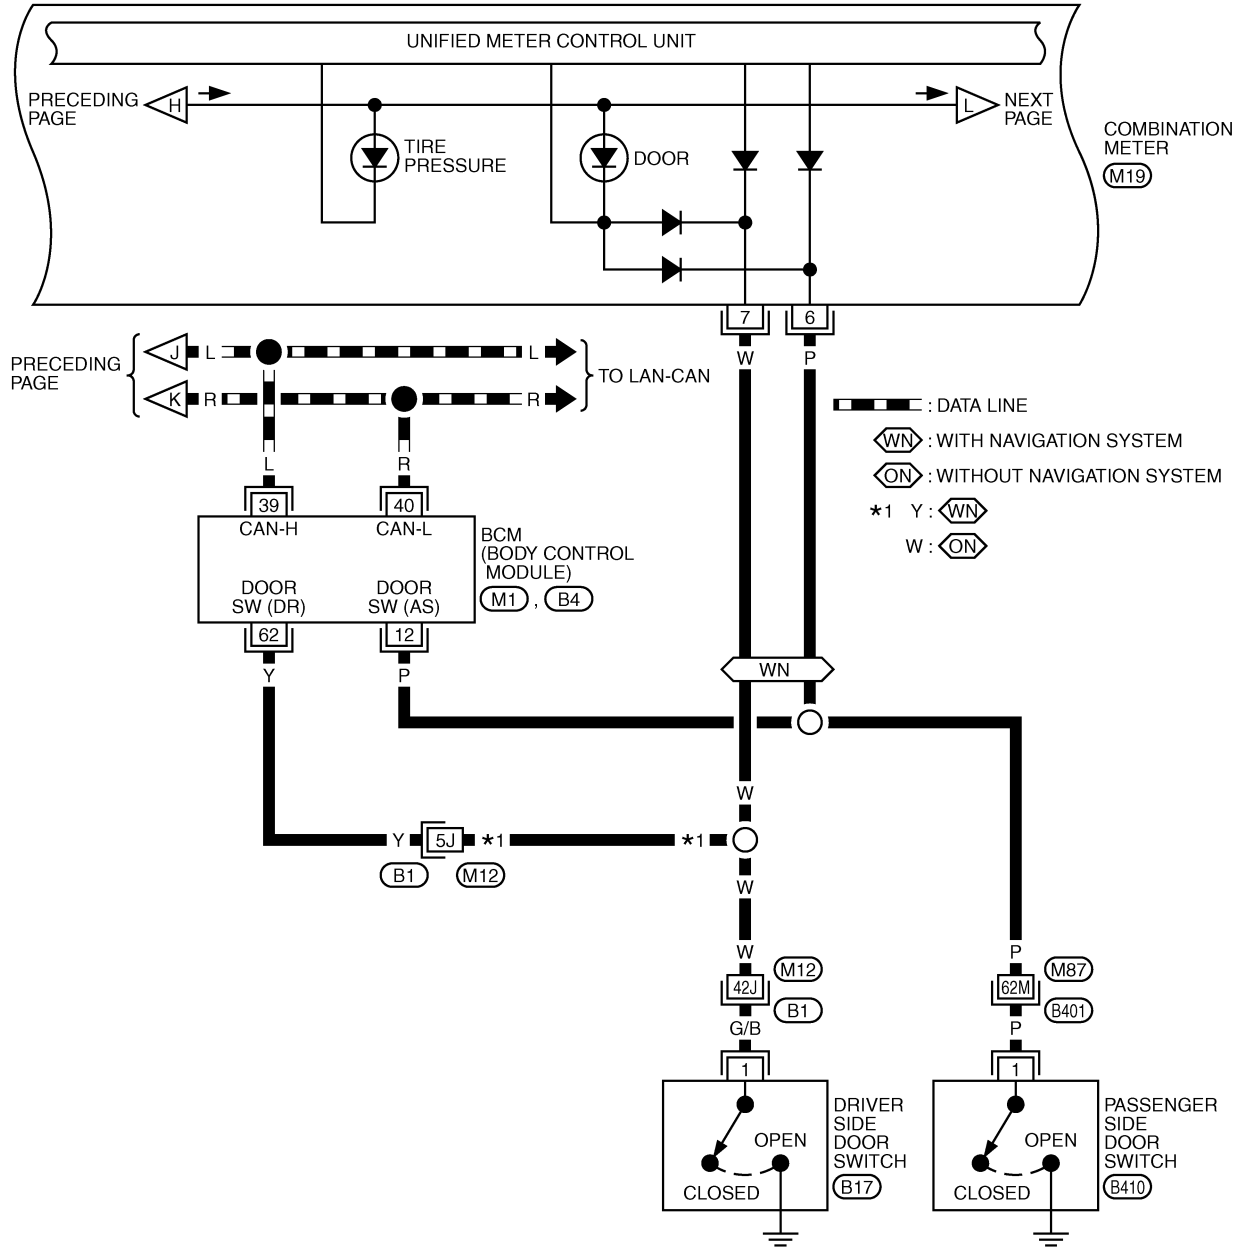 UNIFIED METER CONTROL UNIT
PRECEDING
PAGE
H
L
NEXT
PAGE
TIRE
PRESSURE
DOOR
COMBINATION
METER
M19
7
6
W
P
PRECEDING
PAGE
J
L
L
K
R
R
TO LAN-CAN
: DATA LINE
WN : WITH NAVIGATION SYSTEM
ON : WITHOUT NAVIGATION SYSTEM
*1 Y : WN
W : ON
L
R
39
40
CAN-H
CAN-L
BCM
(BODY CONTROL
MODULE)
M1 , B4
DOOR
SW (DR)
DOOR
SW (AS)
62
12
Y
P
WN
W
Y
5J
*1
*1
B1
M12
W
W
P
M12
42J
B1
M87
62M
B401
G/B
P
1
1
OPEN
CLOSED
DRIVER
SIDE
DOOR
SWITCH
B17
OPEN
CLOSED
PASSENGER
SIDE
DOOR
SWITCH
B410